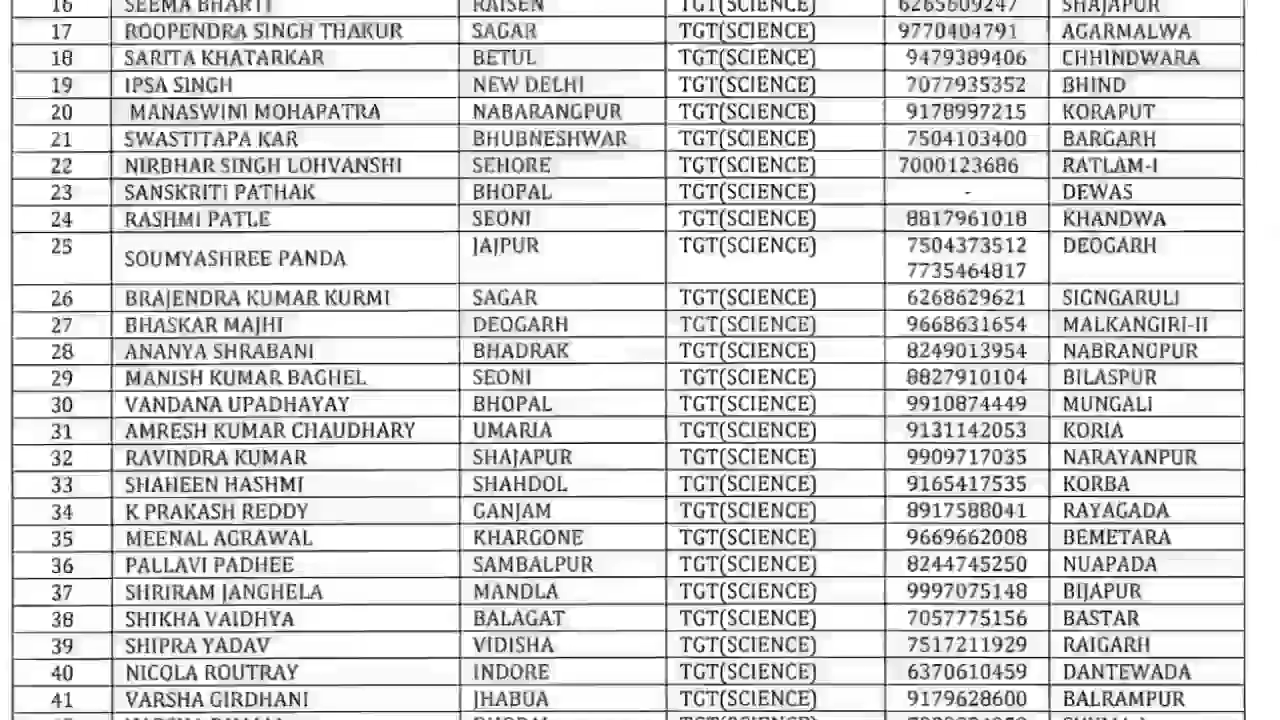 16 SEEMA BHARTI RAISEN TGT(SCIENCE) 6265609247 SHAJAPUR
17 ROOPENDRA SINGH THAKUR SAGAR TGT(SCIENCE) 9770404791 AGARMALWA
18 SARITA KHATARKAR BETUL TGT(SCIENCE) 9479389406 CHHINDWARA
19 IPSA SINGH NEW DELHI TGT(SCIENCE) 7077935352 BHIND
20 MANASWINI MOHAPATRA NABARANGPUR TGT(SCIENCE) 9178997215 KORAPUT
21 SWASTITAPA KAR BHUBNESHWAR TGT(SCIENCE) 7504103400 BARGARH
22 NIRBHAR SINGH LOHVANSHI SEHORE TGT(SCIENCE) 7000123686 RATLAM-I
23 SANSKRITI PATHAK BHOPAL TGT(SCIENCE) - DEWAS
24 RASHMI PATLE SEONI TGT(SCIENCE) 8817961018 KHANDWA
25 SOUMYASHREE PANDA JAJPUR TGT(SCIENCE) 7504373512 DEOGARH
7735464817
26 BRAJENDRA KUMAR KURMI SAGAR TGT(SCIENCE) 6268629621 SIGNGARULI
27 BHASKAR MAJHI DEOGARH TGT(SCIENCE) 9668631654 MALKANGIRI-II
28 ANANYA SHRABANI BHADRAK TGT(SCIENCE) 8249013954 NABRANGPUR
29 MANISH KUMAR BAGHEL SEONI TGT(SCIENCE) 8827910104 BILASPUR
30 VANDANA UPADHAYAY BHOPAL TGT(SCIENCE) 9910874449 MUNGALI
31 AMRESH KUMAR CHAUDHARY UMARIA TGT(SCIENCE) 9131142053 KORIA
32 RAVINDRA KUMAR SHAJAPUR TGT(SCIENCE) 9909717035 NARAYANPUR
33 SHAHEEN HASHMI SHAHDOL TGT(SCIENCE) 9165417535 KORBA
34 K PRAKASH REDDY GANJAM TGT(SCIENCE) 8917588041 RAYAGADA
35 MEENAL AGRAWAL KHARGONE TGT(SCIENCE) 9669662008 BEMETARA
36 PALLAVI PADHEE SAMBALPUR TGT(SCIENCE) 8244745250 NUAPADA
37 SHRIRAM JANGHELA MANDLA TGT(SCIENCE) 9997075148 BIJAPUR
38 SHIKHA VAIDHYA BALAGAT TGT(SCIENCE) 7057775156 BASTAR
39 SHIPRA YADAV VIDISHA TGT(SCIENCE) 7517211929 RAIGARH
40 NICOLA ROUTRAY INDORE TGT(SCIENCE) 6370610459 DANTEWADA
41 VARSHA GIRDHANI JHABUA TGT(SCIENCE) 9179628600 BALRAMPUR